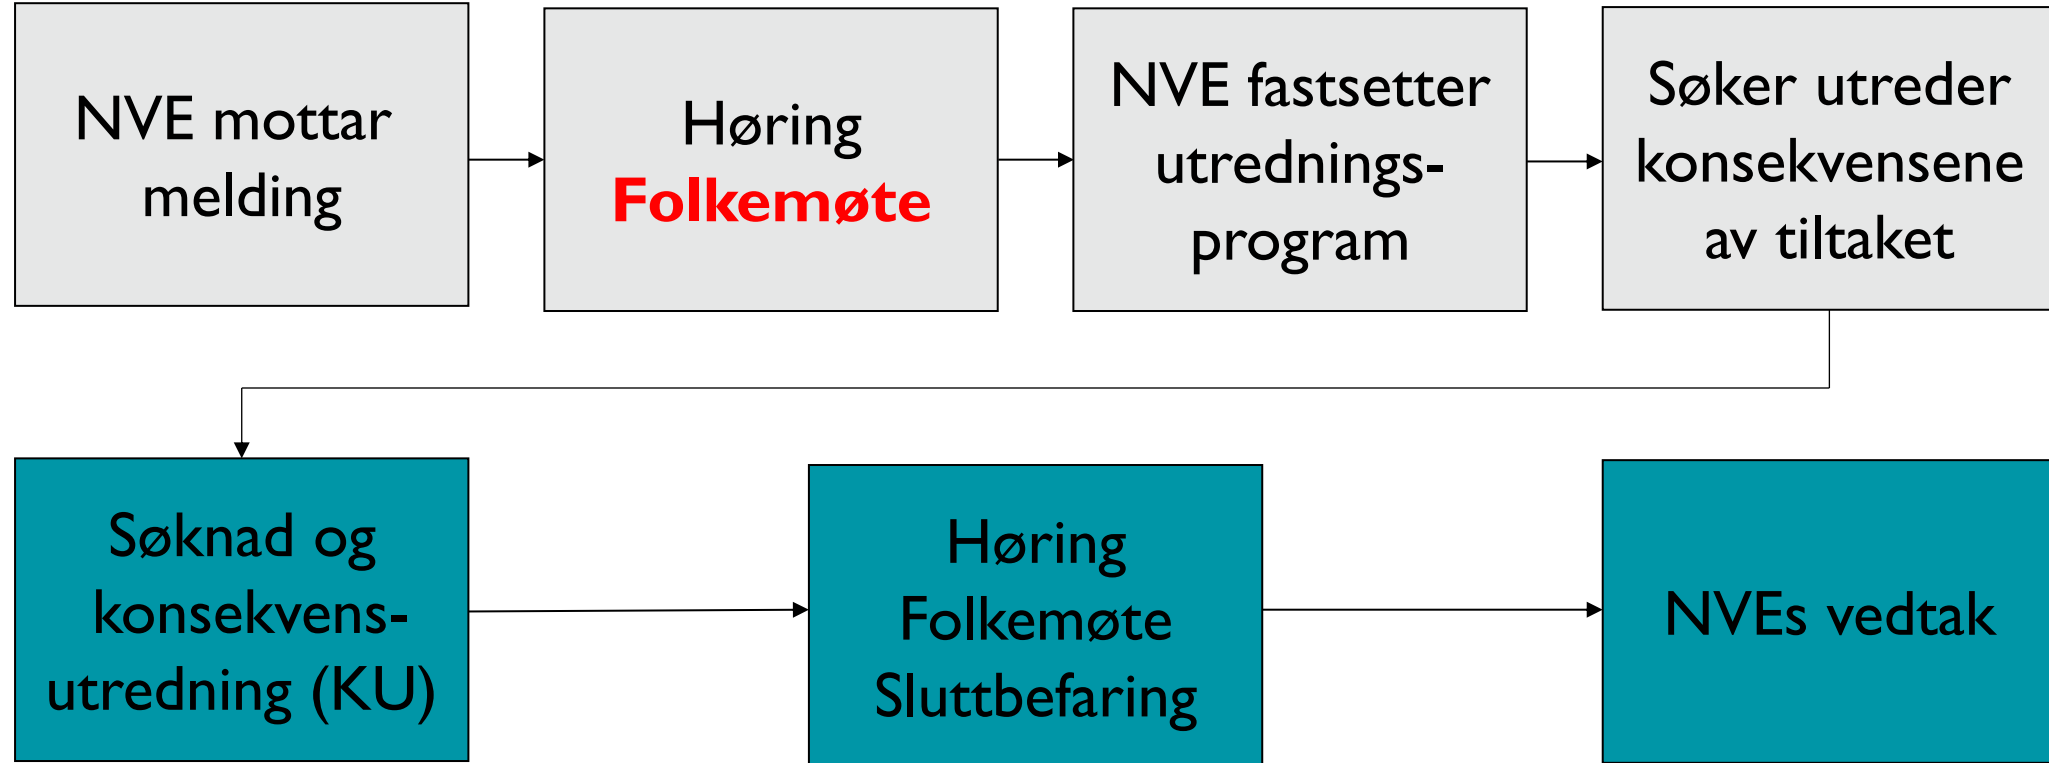 NVE mottar
melding
Høring
Folkemøte
NVE fastsetter
utrednings-
program
Søker utreder
konsekvensene
av tiltaket
Søknad og
konsekvens-
utredning (KU)
Høring
Folkemøte
Sluttbefaring
NVEs vedtak